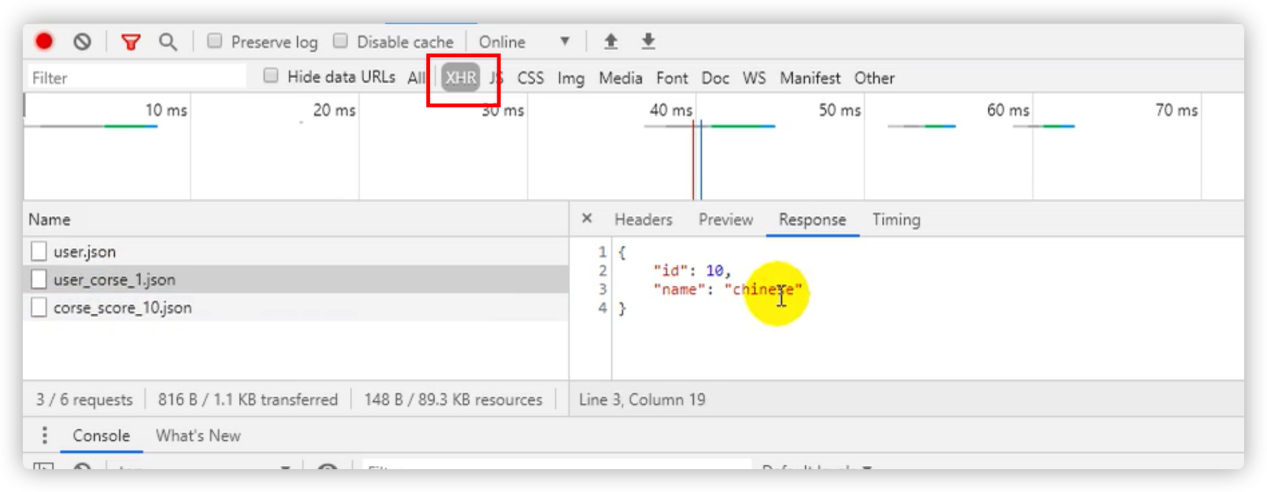 Preserve log Disable cache Online
Filter Hide data URLs All XHR JS CSS Img Media Font Doc WS Manifest Other
10 ms 20 ms 30 ms 40 ms 50 ms 60 ms 70 ms
Name
× Headers Preview Response Timing
user.json
user_corse_1.json
corse_score_10.json
1 {
2 "id": 10,
3 "name": "chinese"
4 }
3 / 6 requests 816 B / 1.1 KB transferred 148 B / 89.3 KB resources
Line 3, Column 19
Console What's New